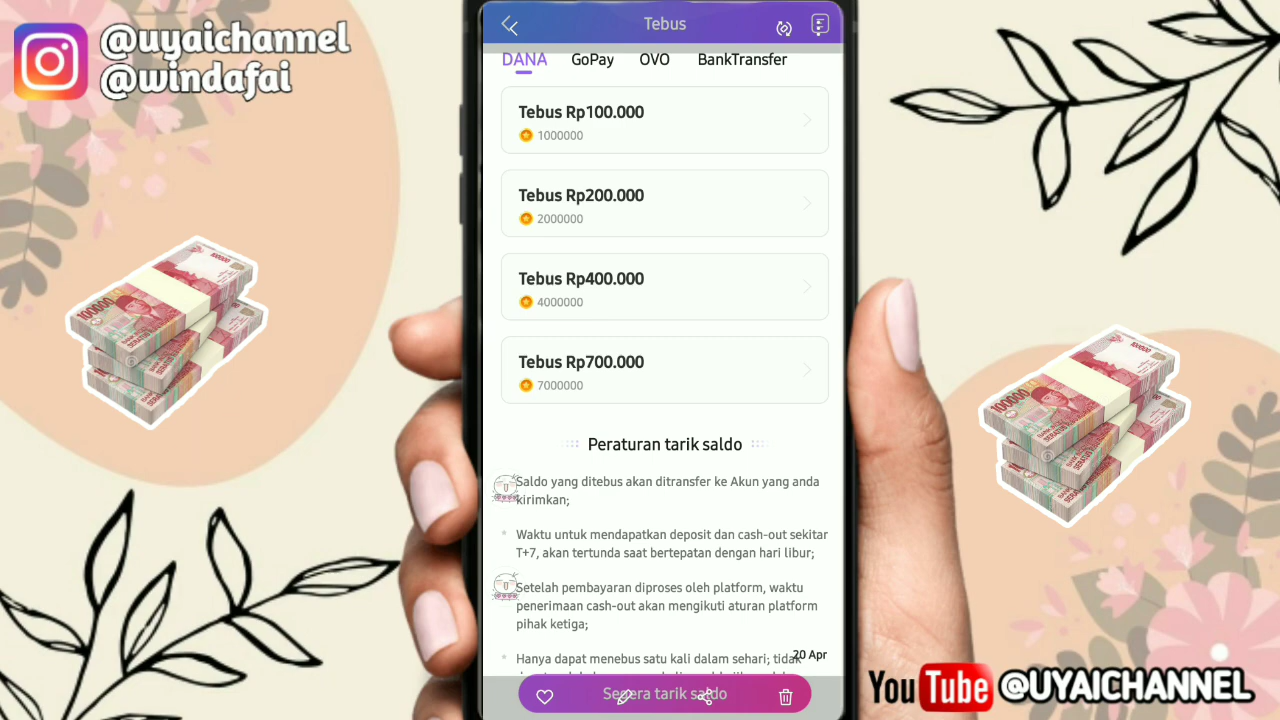 @uyaichannel
@windafai
Tebus
DANA GoPay OVO BankTransfer
Tebus Rp100.000
1000000
Tebus Rp200.000
2000000
Tebus Rp400.000
4000000
Tebus Rp700.000
7000000
Peraturan tarik saldo
Saldo yang ditebus akan ditransfer ke Akun yang anda
kirimkan;
Waktu untuk mendapatkan deposit dan cash-out sekitar
T+7, akan tertunda saat bertepatan dengan hari libur;
Setelah pembayaran diproses oleh platform, waktu
penerimaan cash-out akan mengikuti aturan platform
pihak ketiga;
Hanya dapat menebus satu kali dalam sehari; tidak
20 Apr
Segera tarik saldo
YouTube @UYAICHANNEL
100000
100000
100000
100000